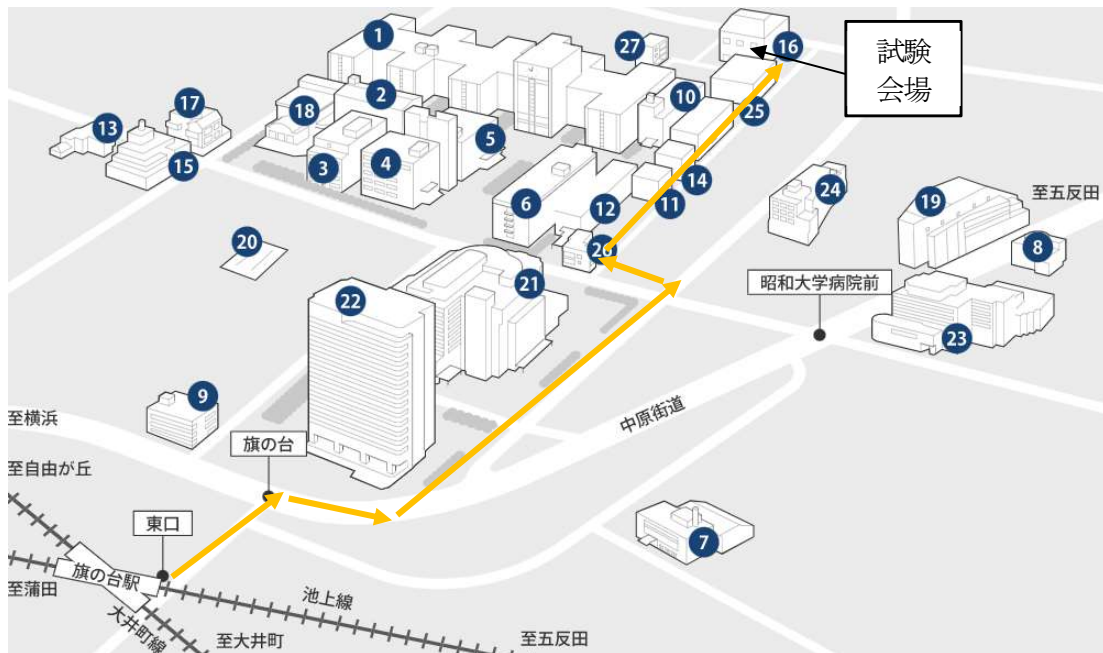 1
27
16
試験
会場
2
10
17
18
25
13
5
15
3
4
14
24
19
至五反田
6
12
11
8
20
26
昭和大学病院前
21
22
23
9
中原街道
至横浜
旗の台
至自由が丘
東口
7
旗の台駅
至蒲田
池上線
大井町線
至大井町
至五反田